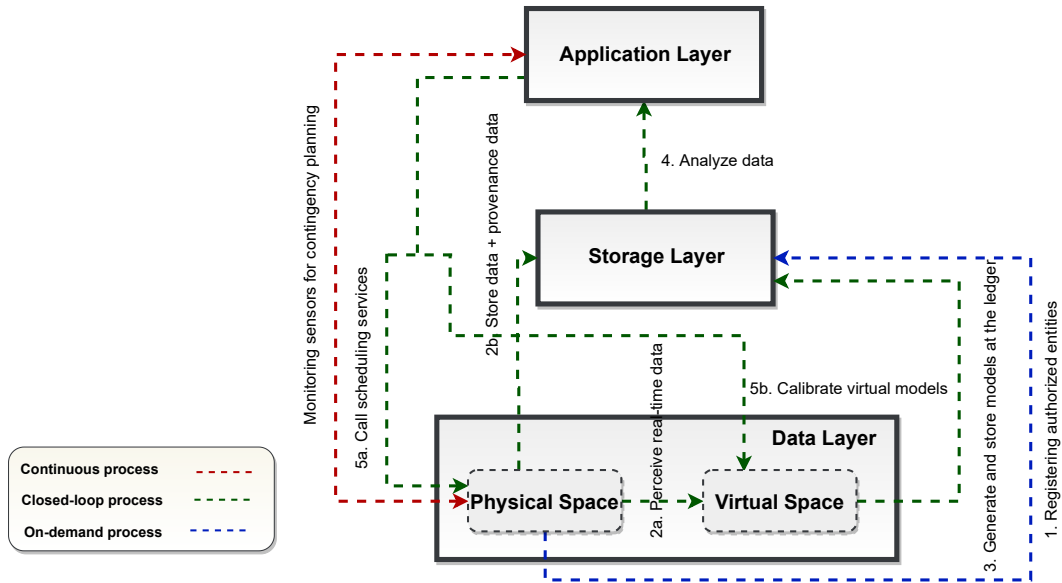 Application Layer
Monitoring sensors for contingency planning
2b. Store data + provenance data
4. Analyze data
Storage Layer
5a. Call scheduling services
2a. Perceive real-time data
5b. Calibrate virtual models
3. Generate and store models at the ledger
1. Registering authorized entities
Data Layer
Physical Space
Virtual Space
Continuous process
Closed-loop process
On-demand process